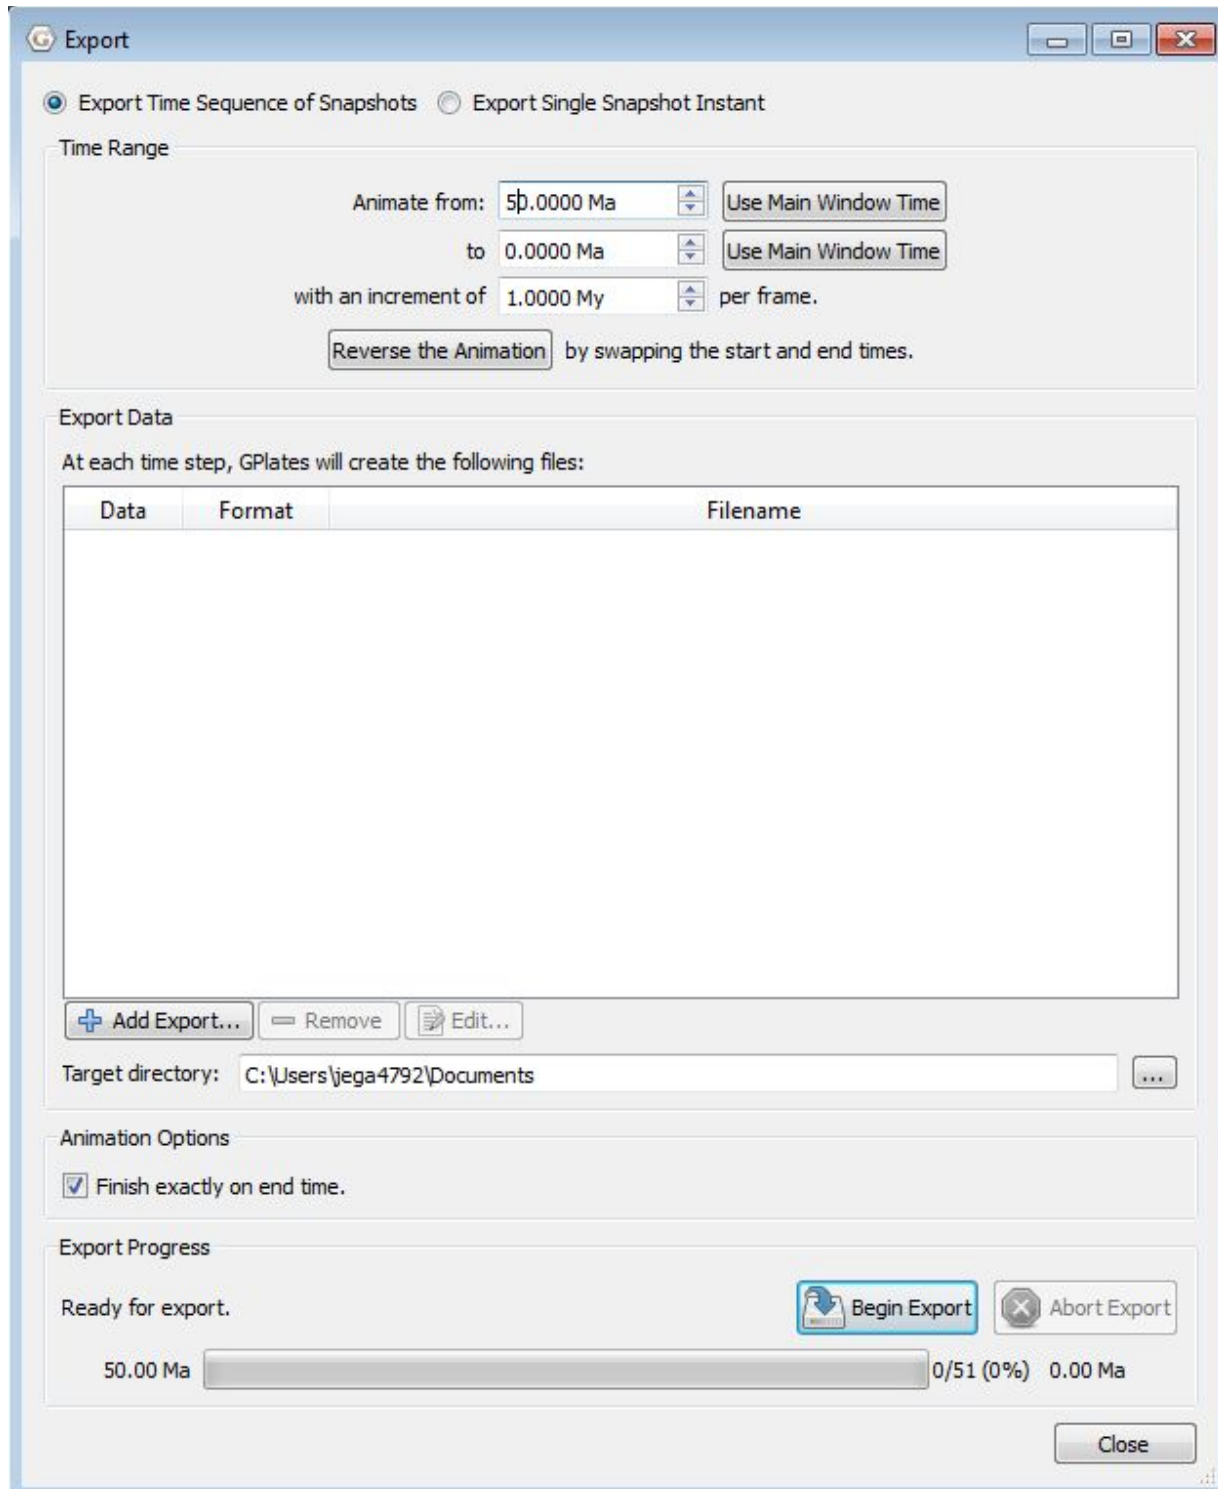 Export
Export Time Sequence of Snapshots Export Single Snapshot Instant
Time Range
Animate from: 50.0000 Ma Use Main Window Time
to 0.0000 Ma Use Main Window Time
with an increment of 1.0000 My per frame.
Reverse the Animation by swapping the start and end times.
Export Data
At each time step, GPlates will create the following files:
Data Format Filename
Add Export... Remove Edit...
Target directory: C:\Users\jega4792\Documents ...
Animation Options
Finish exactly on end time.
Export Progress
Ready for export. Begin Export Abort Export
50.00 Ma 0/51 (0%) 0.00 Ma
Close